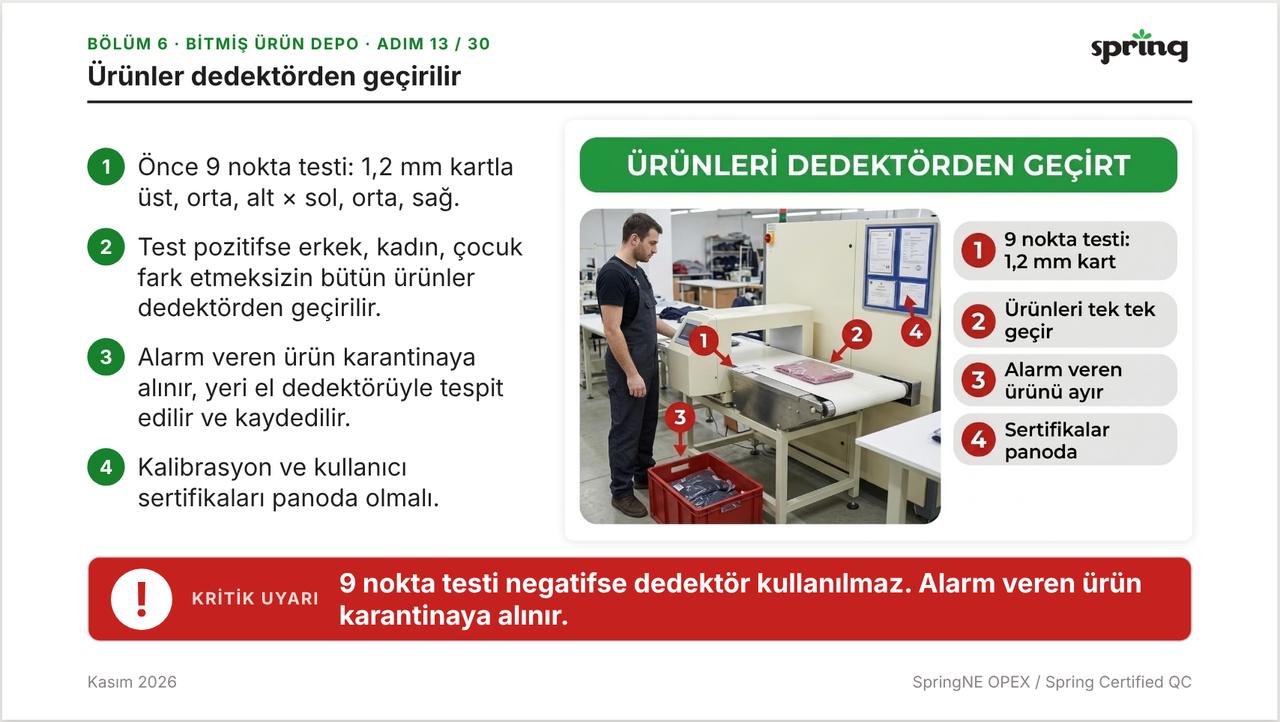 BÖLÜM 6 · BİTMİŞ ÜRÜN DEPO · ADIM 13 / 30
spring
Ürünler dedektörden geçirilir
1 Önce 9 nokta testi: 1,2 mm kartla
üst, orta, alt × sol, orta, sağ.
2 Test pozitifse erkek, kadın, çocuk
fark etmeksizin bütün ürünler
dedektörden geçirilir.
3 Alarm veren ürün karantinaya
alınır, yeri el dedektörüyle tespit
edilir ve kaydedilir.
4 Kalibrasyon ve kullanıcı
sertifikaları panoda olmalı.
ÜRÜNLERİ DEDEKTÖRDEN GEÇİRT
1
2
3
4
1 9 nokta testi:
1,2 mm kart
2 Ürünleri tek tek
geçir
3 Alarm veren
ürünü ayır
4 Sertifikalar
panoda
! KRİTİK UYARI
9 nokta testi negatifse dedektör kullanılmaz. Alarm veren ürün
karantinaya alınır.
Kasım 2026
SpringNE OPEX / Spring Certified QC